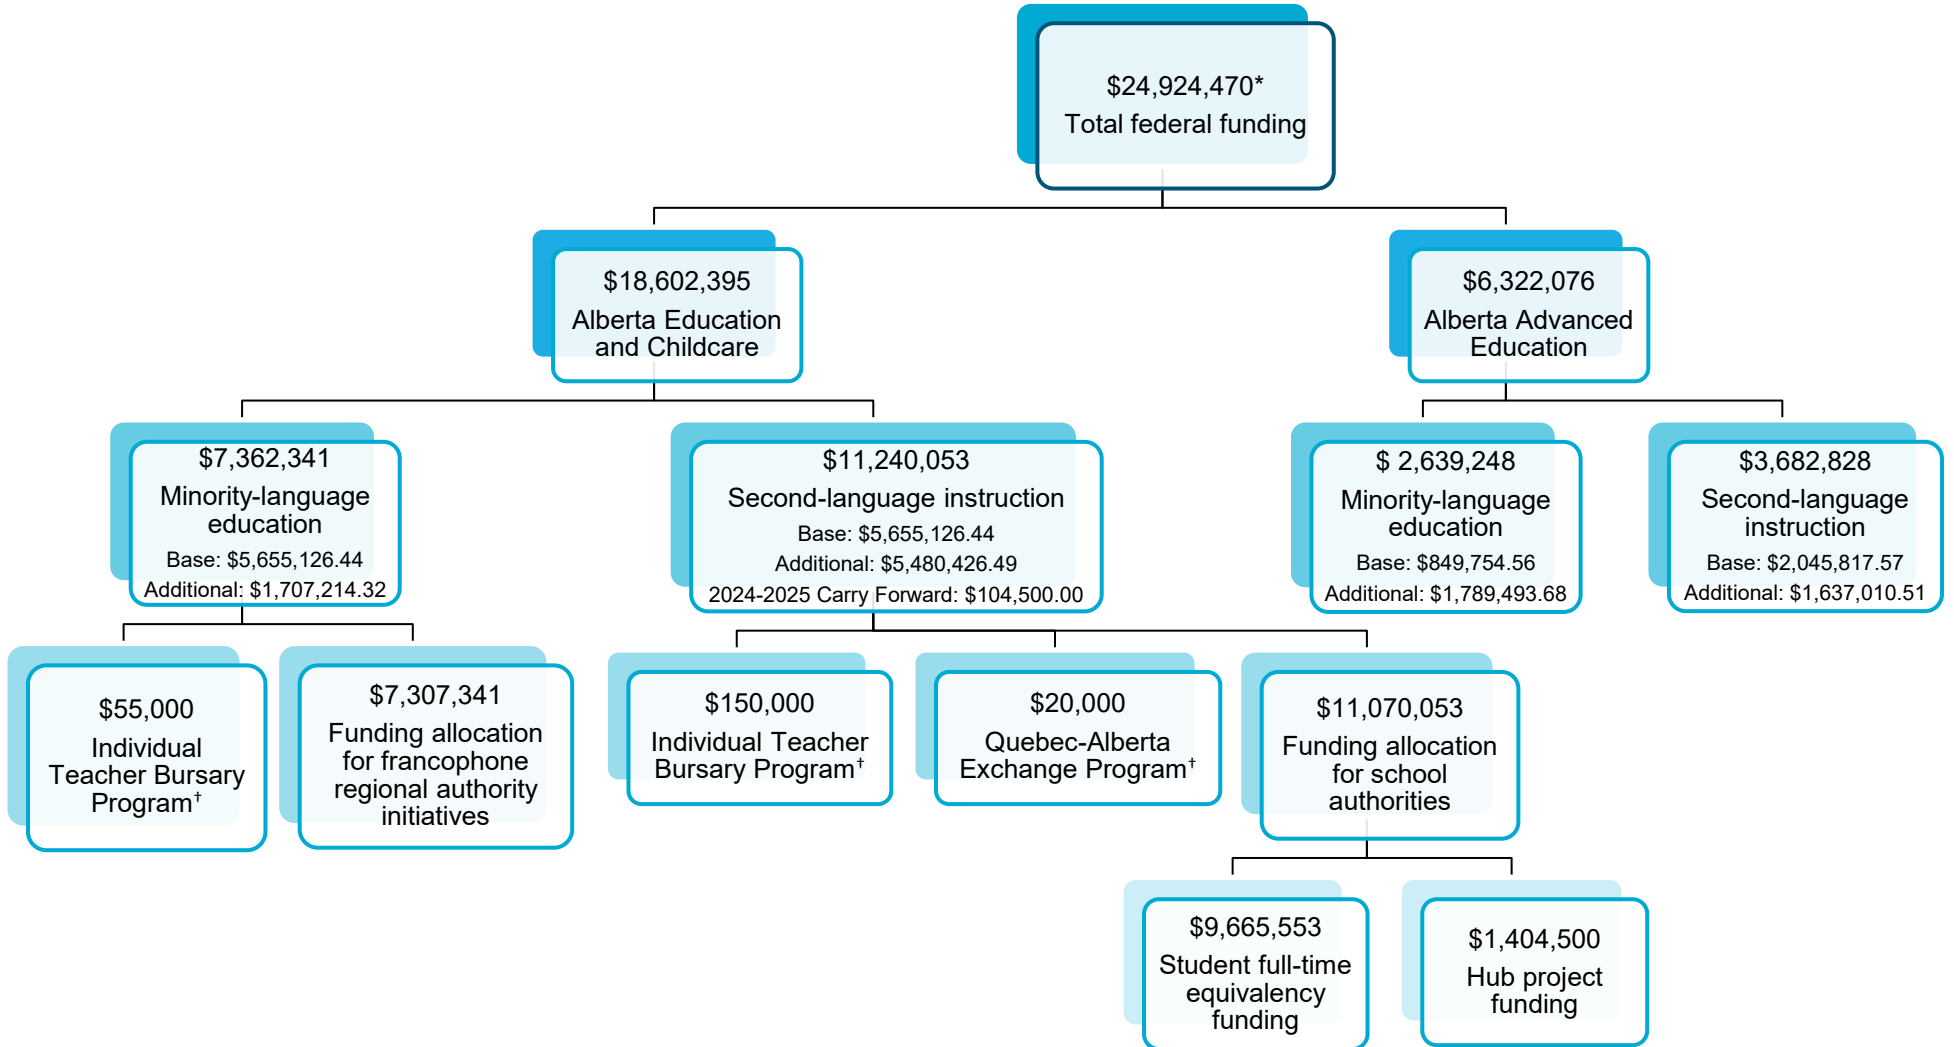 $24,924,470*
Total federal funding
$18,602,395
Alberta Education
and Childcare
$6,322,076
Alberta Advanced
Education
$7,362,341
Minority-language
education
Base: $5,655,126.44
Additional: $1,707,214.32
$11,240,053
Second-language instruction
Base: $5,655,126.44
Additional: $5,480,426.49
2024-2025 Carry Forward: $104,500.00
$ 2,639,248
Minority-language
education
Base: $849,754.56
Additional: $1,789,493.68
$3,682,828
Second-language
instruction
Base: $2,045,817.57
Additional: $1,637,010.51
$55,000
Individual
Teacher Bursary
Program†
$7,307,341
Funding allocation
for francophone
regional authority
initiatives
$150,000
Individual Teacher
Bursary Program†
$20,000
Quebec-Alberta
Exchange Program†
$11,070,053
Funding allocation
for school
authorities
$9,665,553
Student full-time
equivalency
funding
$1,404,500
Hub project
funding